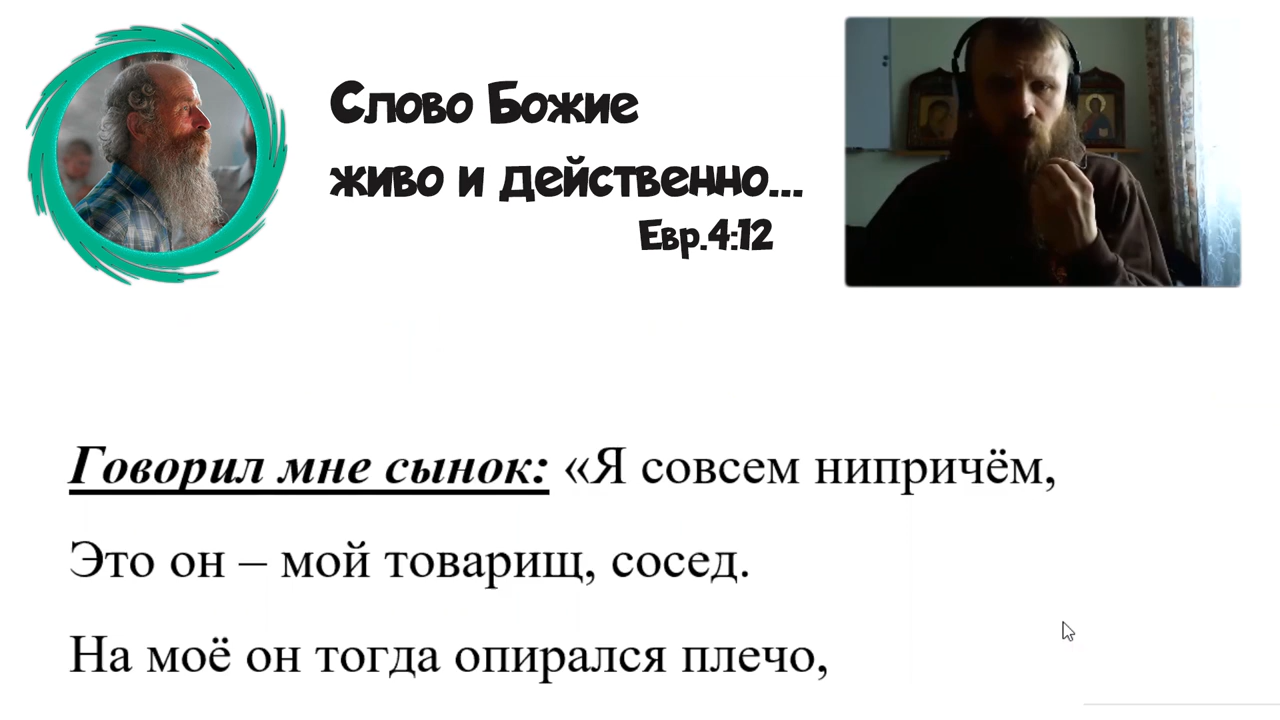 Слово Божие
живо и действенно...
Евр.4:12
Говорил мне сынок: «Я совсем нипричём,
Это он – мой товарищ, сосед.
На моё он тогда опирался плечо,